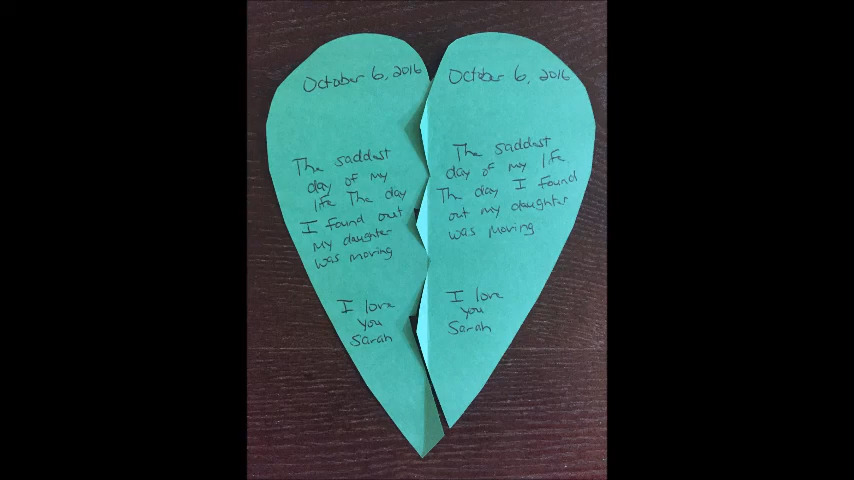 October 6, 2016
The saddest
day of my
life The day
I found out
my daughter
was moving
I love
you
Sarah
October 6, 2016
The saddest
day of my life.
The day I found
out my daughter
was moving
I love
you
Sarah